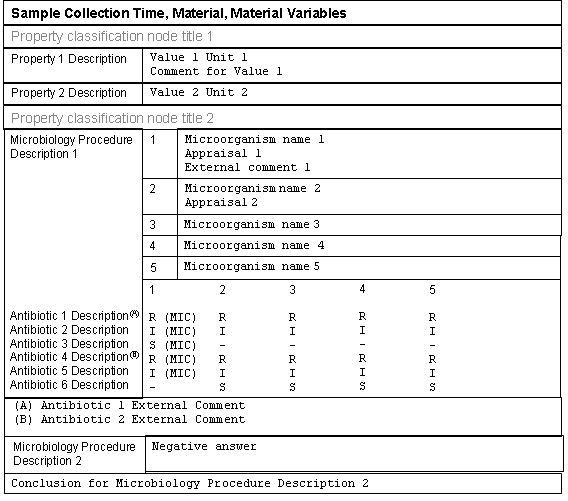 Sample Collection Time, Material, Material Variables
Property classification node title 1
Property 1 Description Value 1 Unit 1
Comment for Value 1
Property 2 Description Value 2 Unit 2
Property classification node title 2
Microbiology Procedure 1 Microorganism name 1
Description 1 Appraisal 1
External comment 1
2 Microorganism name 2
Appraisal 2
3 Microorganism name 3
4 Microorganism name 4
5 Microorganism name 5
1 2 3 4 5
Antibiotic 1 Description(A) R (MIC) R R R R
Antibiotic 2 Description I (MIC) I I I I
Antibiotic 3 Description S (MIC) - - - -
Antibiotic 4 Description(B) R (MIC) R R R R
Antibiotic 5 Description I (MIC) I I I I
Antibiotic 6 Description - S S S S
(A) Antibiotic 1 External Comment
(B) Antibiotic 2 External Comment
Microbiology Procedure Negative answer
Description 2
Conclusion for Microbiology Procedure Description 2